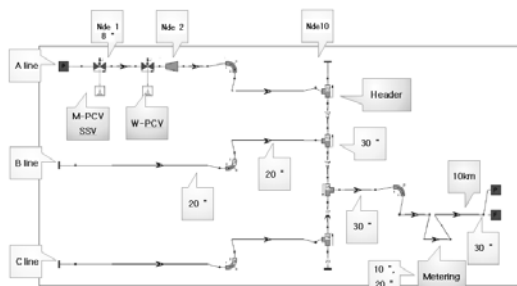 Nde 1
8 "
Nde 2
Nde10
A line
M-PCV
SSV
W-PCV
Header
30 "
B line
20 "
20 "
30 "
10km
30 "
C line
10 "
20 "
Metering